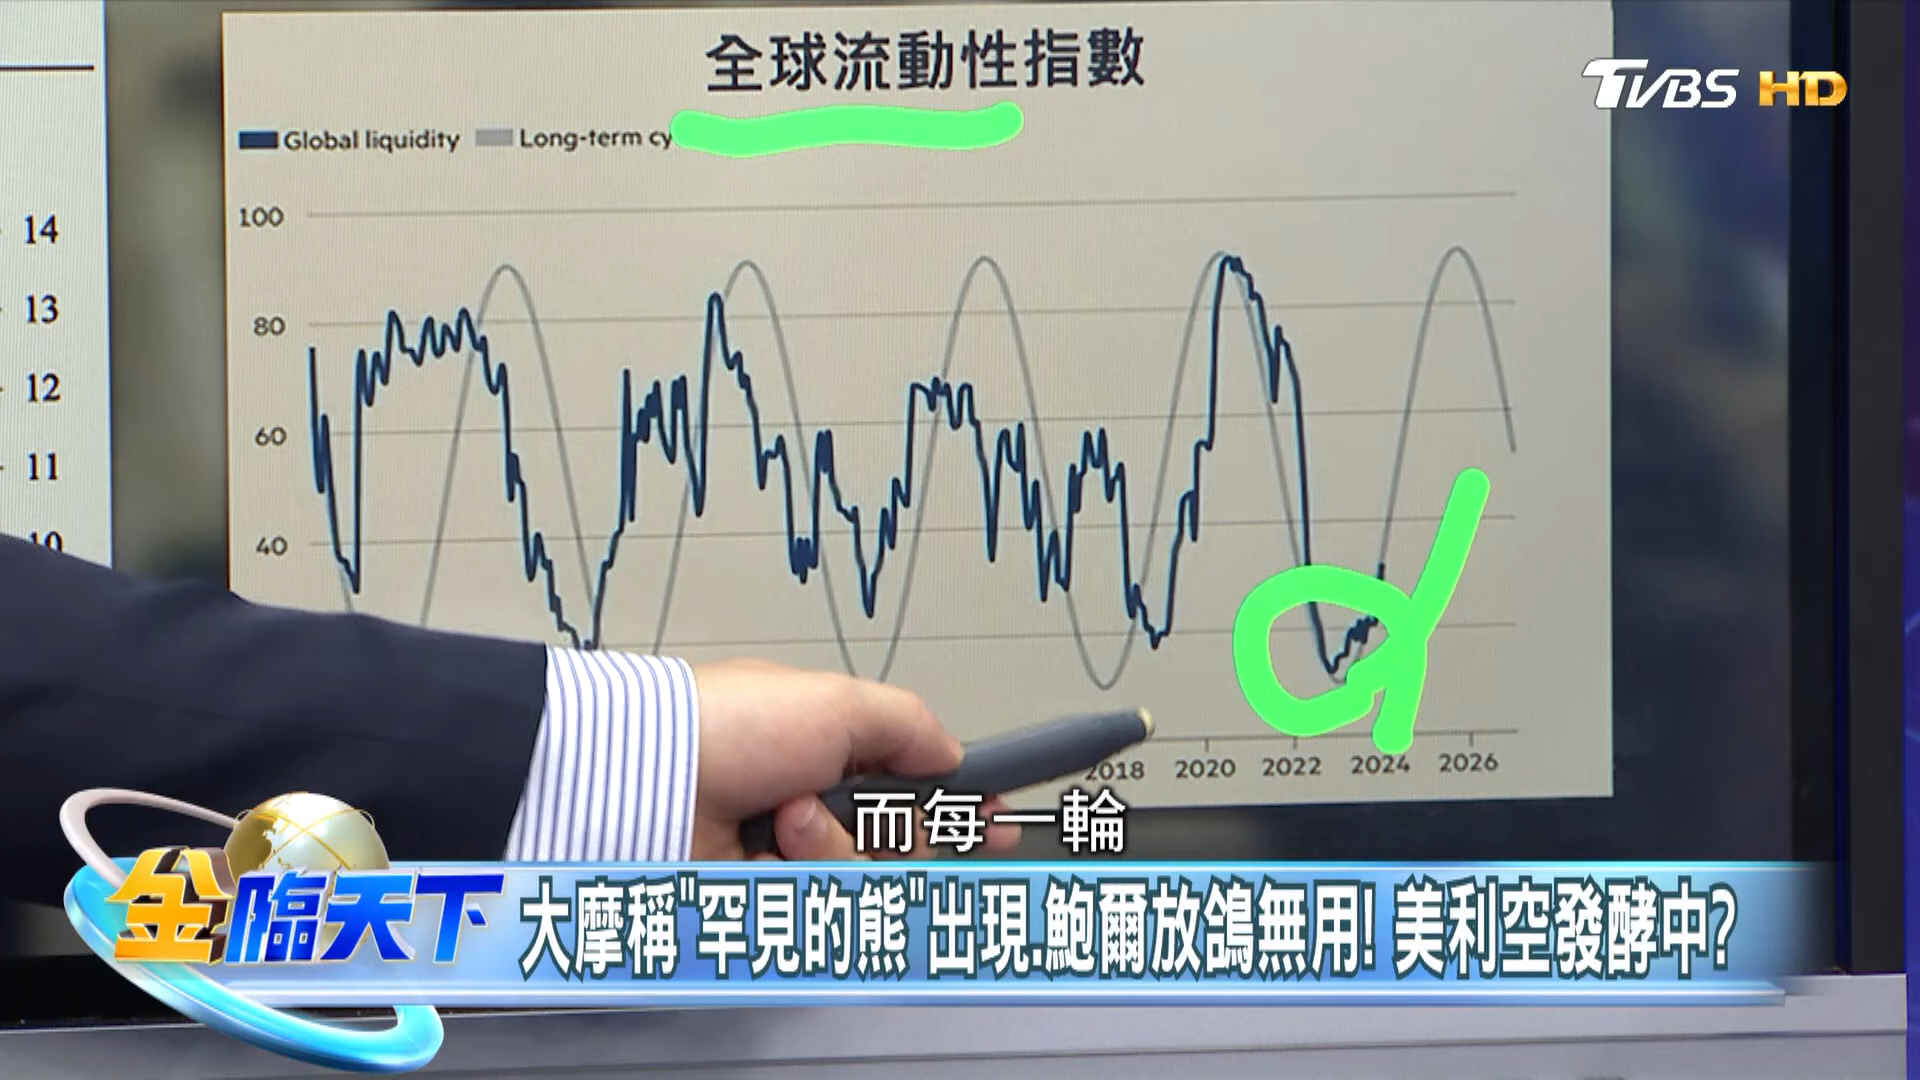 全球流動性指數
TVBS HD
Global liquidity Long-term cy
100
80
60
40
14
13
12
11
10
2018 2020 2022 2024 2026
而每一輪
金臨天下
大摩稱"罕見的熊"出現.鮑爾放鴿無用! 美利空發酵中?